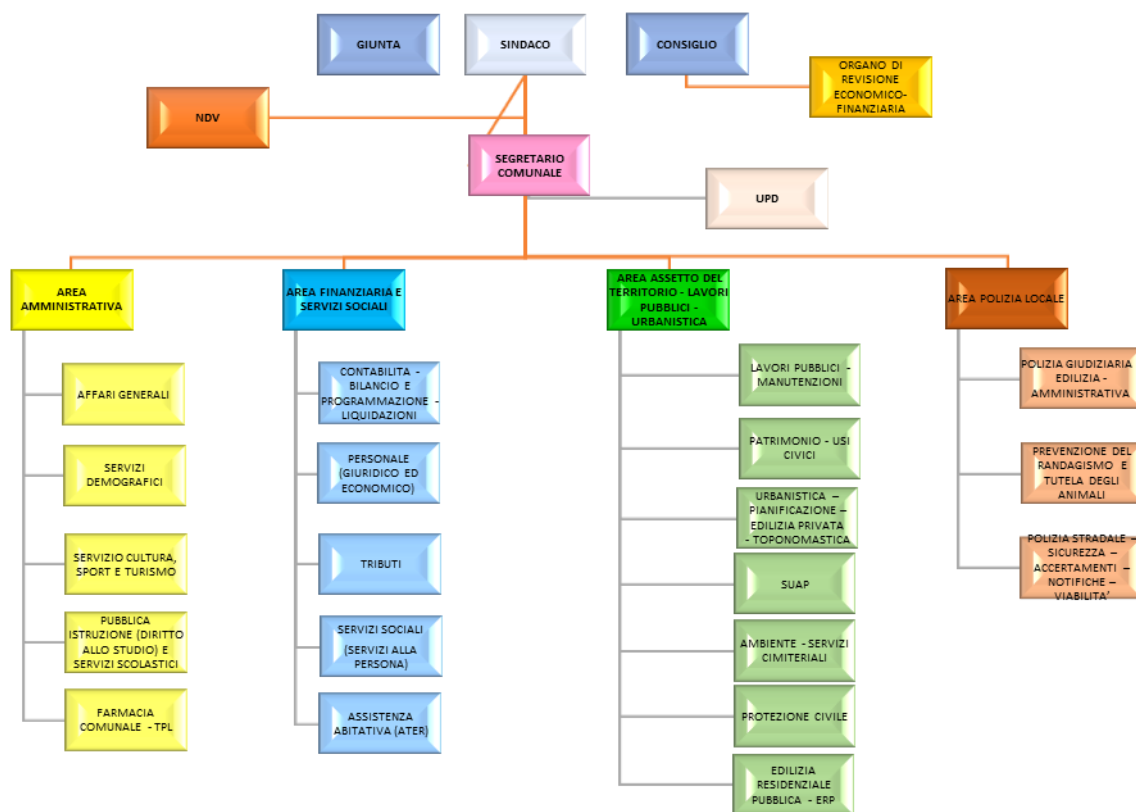 GIUNTA
SINDACO
CONSIGLIO
ORGANO DI
REVISIONE
ECONOMICO-
FINANZIARIA
NDV
SEGRETARIO
COMUNALE
UPD
AREA
AMMINISTRATIVA
AREA FINANZIARIA E
SERVIZI SOCIALI
AREA ASSETTO DEL
TERRITORIO - LAVORI
PUBBLICI -
URBANISTICA
AREA POLIZIA LOCALE
AFFARI GENERALI
SERVIZI
DEMOGRAFICI
SERVIZIO CULTURA,
SPORT E TURISMO
PUBBLICA
ISTRUZIONE (DIRITTO
ALLO STUDIO) E
SERVIZI SCOLASTICI
FARMACIA
COMUNALE - TPL
CONTABILITA -
BILANCIO E
PROGRAMMAZIONE -
LIQUIDAZIONI
PERSONALE
(GIURIDICO ED
ECONOMICO)
TRIBUTI
SERVIZI SOCIALI
(SERVIZI ALLA
PERSONA)
ASSISTENZA
ABITATIVA (ATER)
LAVORI PUBBLICI -
MANUTENZIONI
PATRIMONIO - USI
CIVICI
URBANISTICA –
PIANIFICAZIONE –
EDILIZIA PRIVATA
- TOPONOMASTICA
SUAP
AMBIENTE - SERVIZI
CIMITERIALI
PROTEZIONE CIVILE
EDILIZIA
RESIDENZIALE
PUBBLICA - ERP
POLIZIA GIUDIZIARIA
EDILIZIA -
AMMINISTRATIVA
PREVENZIONE DEL
RANDAGISMO E
TUTELA DEGLI
ANIMALI
POLIZIA STRADALE –
SICUREZZA –
ACCERTAMENTI –
NOTIFICHE –
VIABILITA’